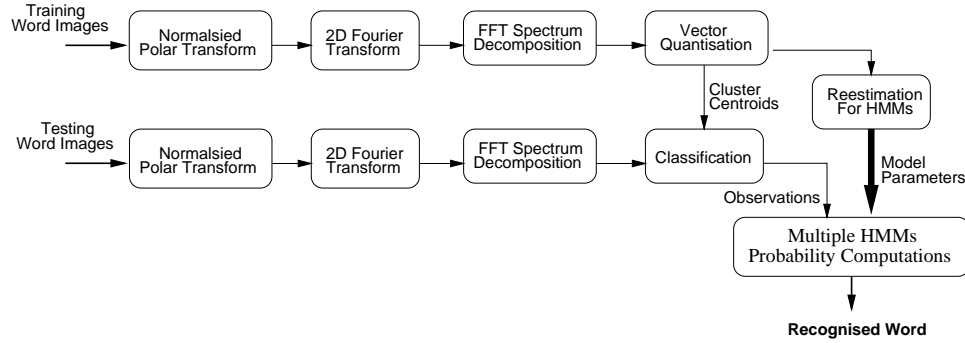 Training
Word Images
Normalsied
Polar Transform
2D Fourier
Transform
FFT Spectrum
Decomposition
Vector
Quantisation
Cluster
Centroids
Reestimation
For HMMs
Testing
Word Images
Normalsied
Polar Transform
2D Fourier
Transform
FFT Spectrum
Decomposition
Classification
Model
Parameters
Observations
Multiple HMMs
Probability Computations
Recognised Word